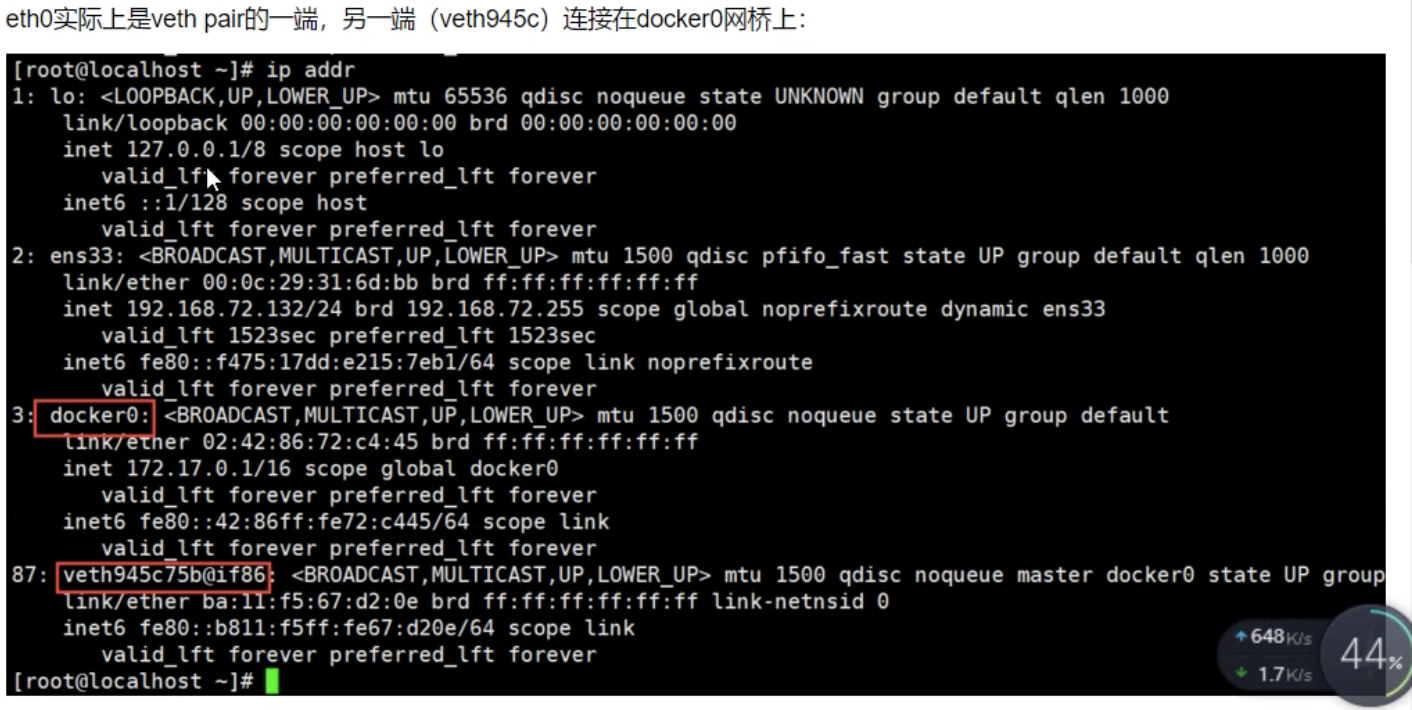 eth0实际上是veth pair的一端，另一端（veth945c）连接在docker0网桥上：
[root@localhost ~]# ip addr
1: lo: <LOOPBACK,UP,LOWER_UP> mtu 65536 qdisc noqueue state UNKNOWN group default qlen 1000
link/loopback 00:00:00:00:00:00 brd 00:00:00:00:00:00
inet 127.0.0.1/8 scope host lo
valid_lft forever preferred_lft forever
inet6 ::1/128 scope host
valid_lft forever preferred_lft forever
2: ens33: <BROADCAST,MULTICAST,UP,LOWER_UP> mtu 1500 qdisc pfifo_fast state UP group default qlen 1000
link/ether 00:0c:29:31:6d:bb brd ff:ff:ff:ff:ff:ff
inet 192.168.72.132/24 brd 192.168.72.255 scope global noprefixroute dynamic ens33
valid_lft 1523sec preferred_lft 1523sec
inet6 fe80::f475:17dd:e215:7eb1/64 scope link noprefixroute
valid_lft forever preferred_lft forever
3: docker0: <BROADCAST,MULTICAST,UP,LOWER_UP> mtu 1500 qdisc noqueue state UP group default
link/ether 02:42:86:72:c4:45 brd ff:ff:ff:ff:ff:ff
inet 172.17.0.1/16 scope global docker0
valid_lft forever preferred_lft forever
inet6 fe80::42:86ff:fe72:c445/64 scope link
valid_lft forever preferred_lft forever
87: veth945c75b@if86: <BROADCAST,MULTICAST,UP,LOWER_UP> mtu 1500 qdisc noqueue master docker0 state UP group
link/ether ba:11:f5:67:d2:0e brd ff:ff:ff:ff:ff:ff link-netnsid 0
inet6 fe80::b811:f5ff:fe67:d20e/64 scope link
valid_lft forever preferred_lft forever
[root@localhost ~]#
648K/s
1.7K/s
44%